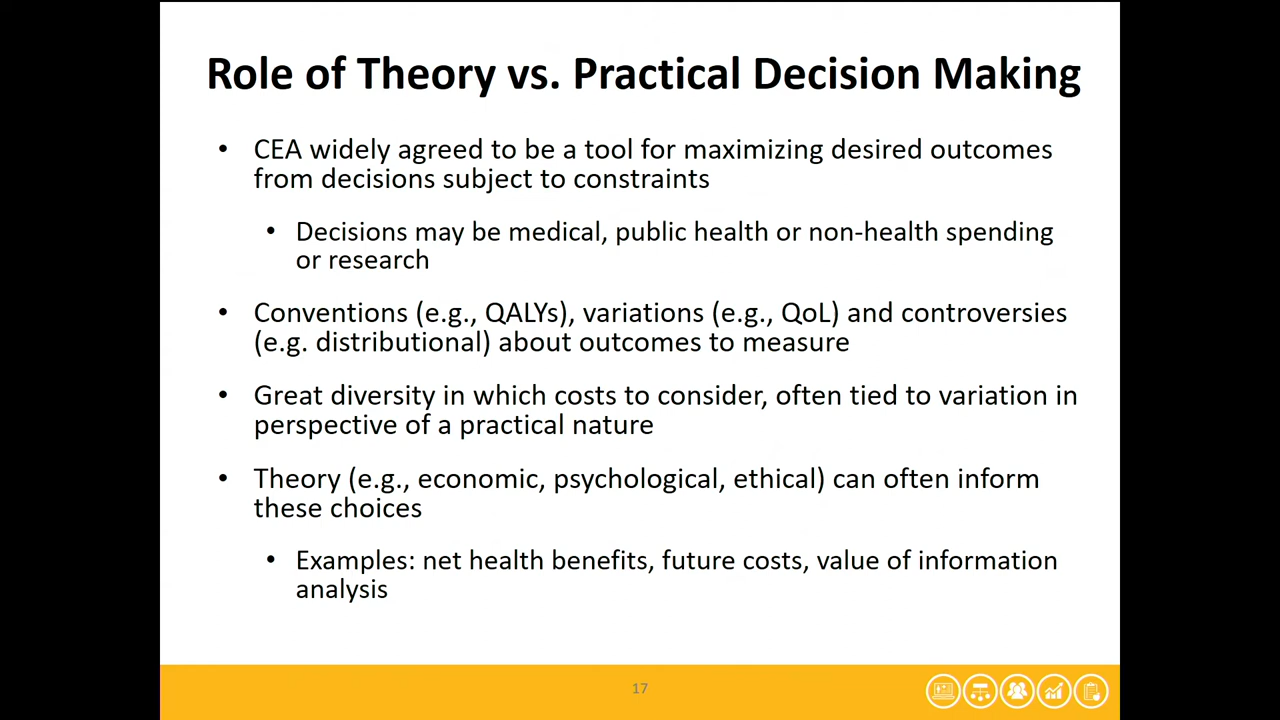 Role of Theory vs. Practical Decision Making
• CEA widely agreed to be a tool for maximizing desired outcomes
from decisions subject to constraints
• Decisions may be medical, public health or non-health spending
or research
• Conventions (e.g., QALYs), variations (e.g., QoL) and controversies
(e.g. distributional) about outcomes to measure
• Great diversity in which costs to consider, often tied to variation in
perspective of a practical nature
• Theory (e.g., economic, psychological, ethical) can often inform
these choices
• Examples: net health benefits, future costs, value of information
analysis
17